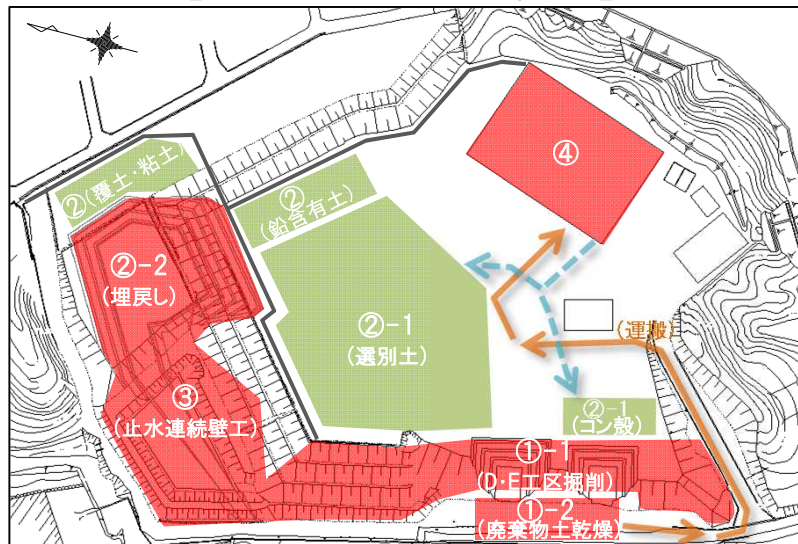 ②(覆土・粘土)
②
(鉛含有土)
④
②-2
(埋戻し)
②-1
(選別土)
(運搬)
③
(止水連続壁工)
②-1
(コン殻)
①-1
(D・E工区掘削)
①-2
(廃棄物土乾燥)